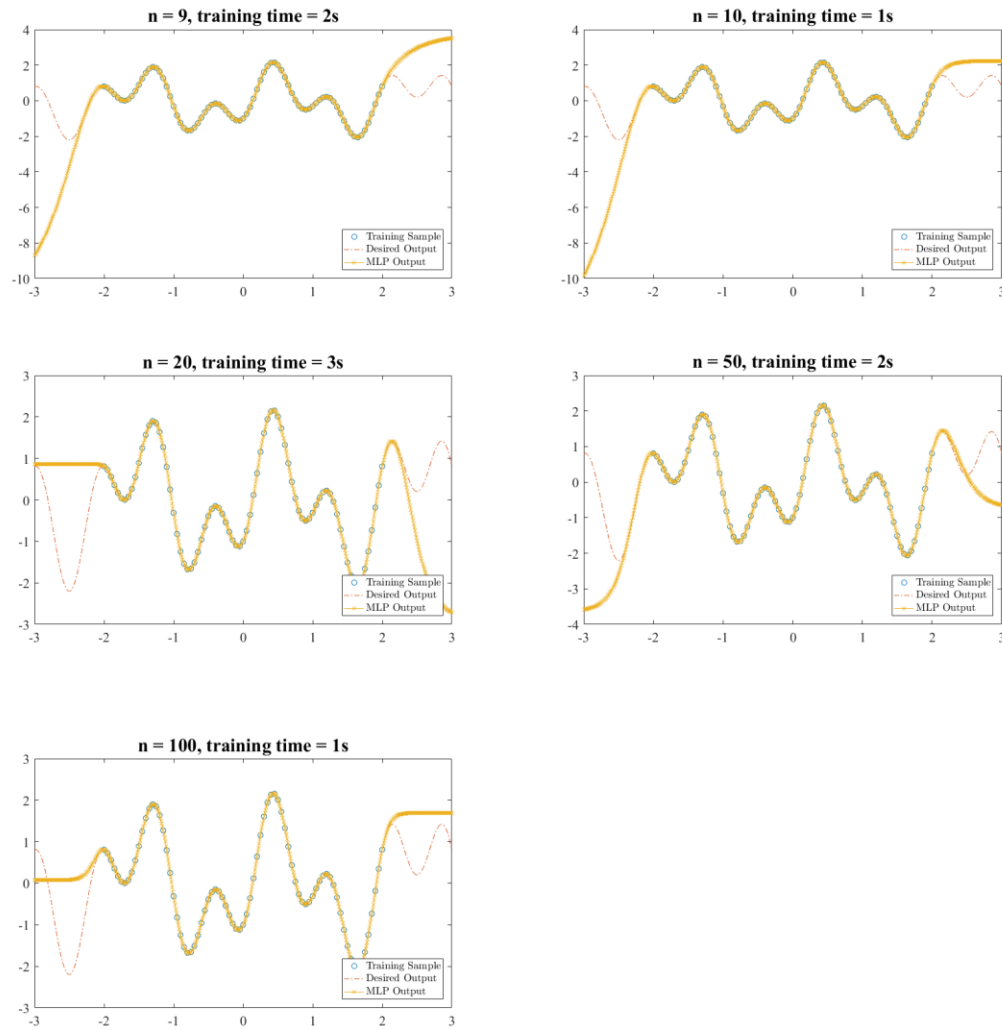 n = 9, training time = 2s
4
2
0
-2
-4
-6
-8
-10
Training Sample
Desired Output
MLP Output
-3 -2 -1 0 1 2 3
n = 10, training time = 1s
4
2
0
-2
-4
-6
-8
-10
Training Sample
Desired Output
MLP Output
-3 -2 -1 0 1 2 3
n = 20, training time = 3s
3
2
1
0
-1
-2
-3
Training Sample
Desired Output
MLP Output
-3 -2 -1 0 1 2 3
n = 50, training time = 2s
3
2
1
0
-1
-2
-3
-4
Training Sample
Desired Output
MLP Output
-3 -2 -1 0 1 2 3
n = 100, training time = 1s
3
2
1
0
-1
-2
-3
Training Sample
Desired Output
MLP Output
-3 -2 -1 0 1 2 3